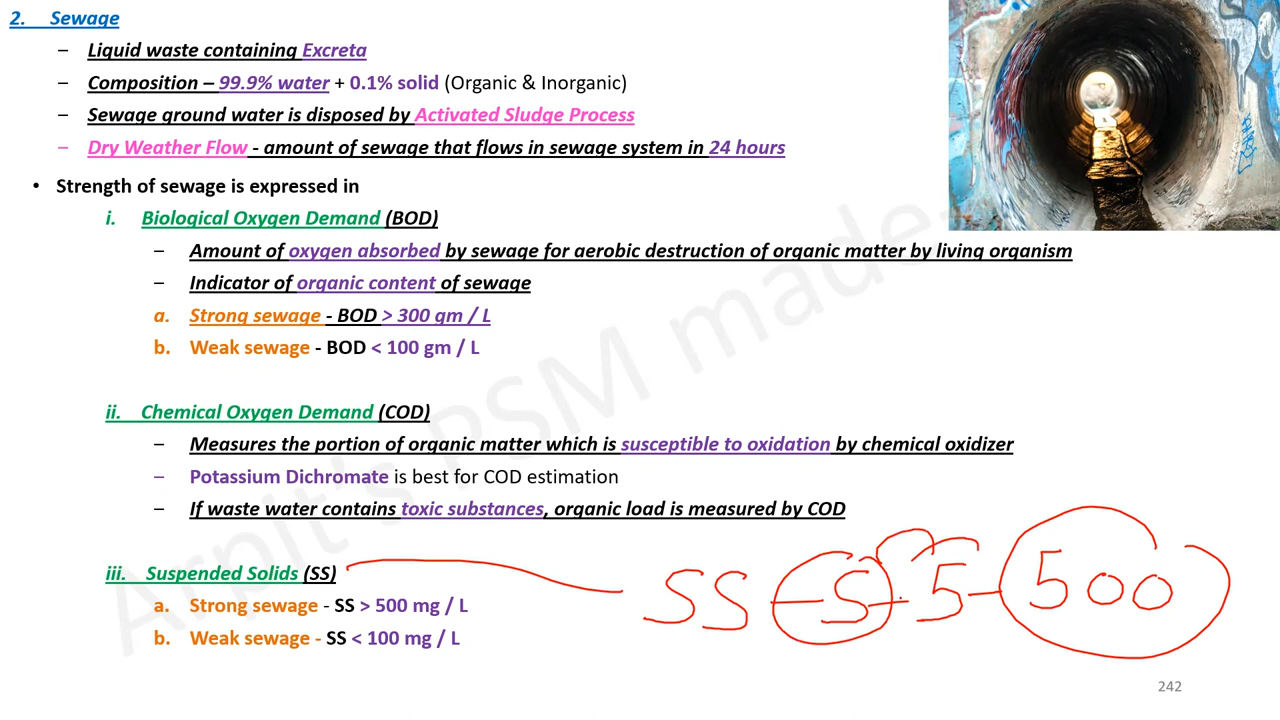 2. Sewage
– Liquid waste containing Excreta
– Composition – 99.9% water + 0.1% solid (Organic & Inorganic)
– Sewage ground water is disposed by Activated Sludge Process
– Dry Weather Flow - amount of sewage that flows in sewage system in 24 hours
• Strength of sewage is expressed in
i. Biological Oxygen Demand (BOD)
– Amount of oxygen absorbed by sewage for aerobic destruction of organic matter by living organism
– Indicator of organic content of sewage
a. Strong sewage - BOD > 300 gm / L
b. Weak sewage - BOD < 100 gm / L
ii. Chemical Oxygen Demand (COD)
– Measures the portion of organic matter which is susceptible to oxidation by chemical oxidizer
– Potassium Dichromate is best for COD estimation
– If waste water contains toxic substances, organic load is measured by COD
iii. Suspended Solids (SS)
SS – S – 5 – 500
a. Strong sewage - SS > 500 mg / L
b. Weak sewage - SS < 100 mg / L
242
Arpit's PSM made